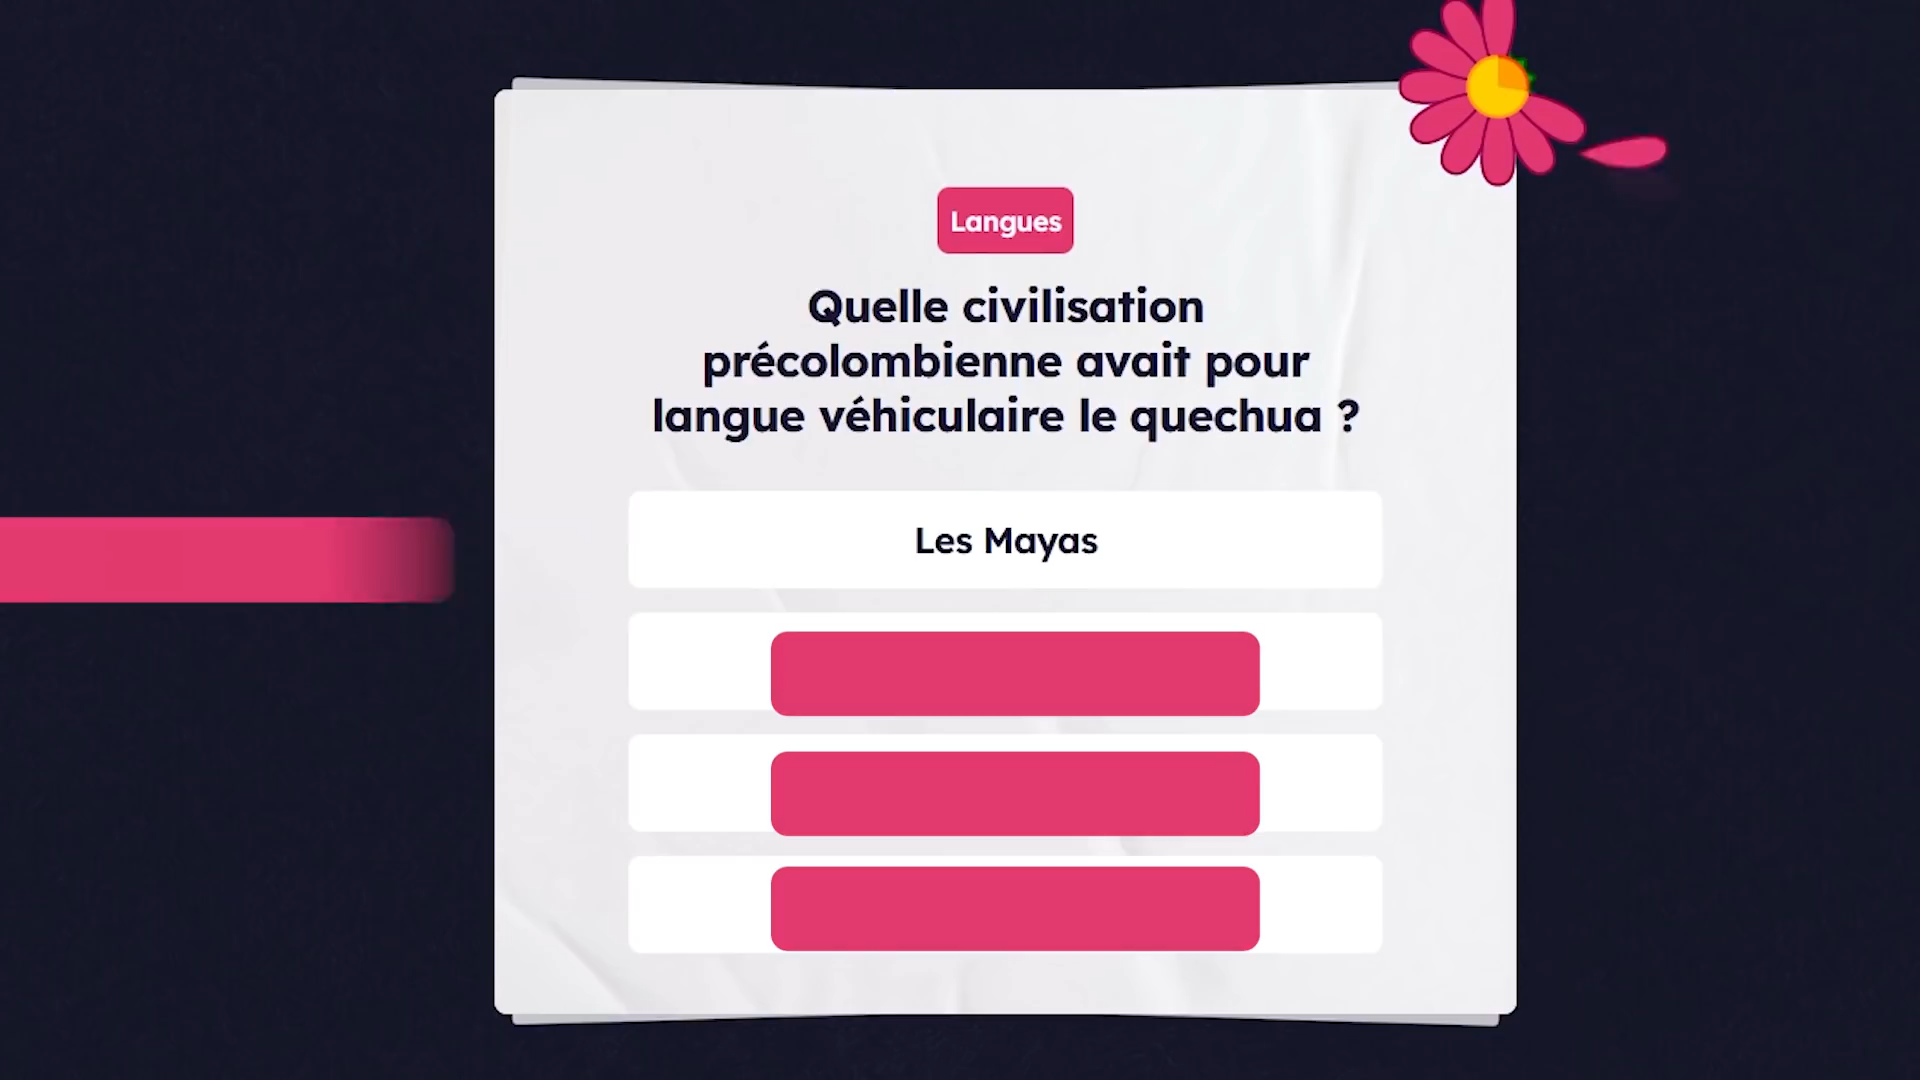 Langues
Quelle civilisation
précolombienne avait pour
langue véhiculaire le quechua ?
Les Mayas